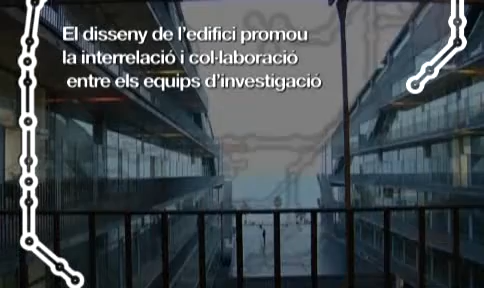 El disseny de l'edifici promou
la interrelació i col·laboració
entre els equips d'investigació